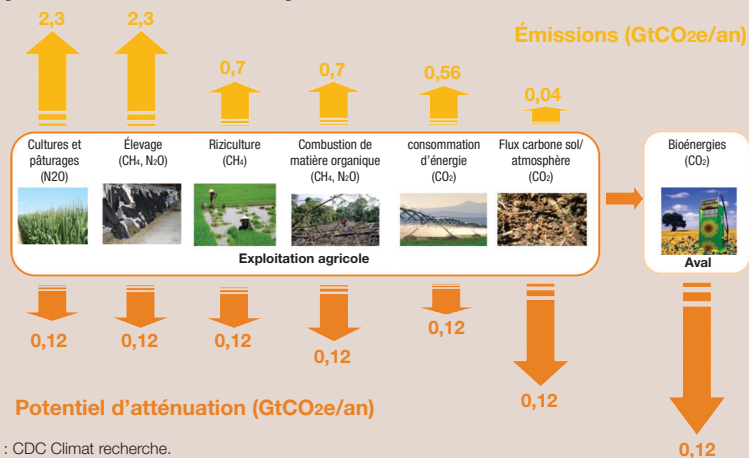 2,3
2,3
Émissions (GtCO2e/an)
0,7
0,7
0,56
0,04
Cultures et
pâturages
(N2O)
Élevage
(CH4, N2O)
Riziculture
(CH4)
Combustion de
matière organique
(CH4, N2O)
consommation
d'énergie
(CO2)
Flux carbone sol/
atmosphère
(CO2)
Bioénergies
(CO2)
Exploitation agricole
Aval
0,12
0,12
0,12
0,12
0,12
0,12
0,12
Potentiel d'atténuation (GtCO2e/an)
: CDC Climat recherche.